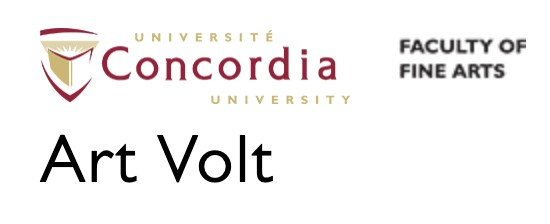 UNIVERSITÉ
Concordia
UNIVERSITY
FACULTY OF
FINE ARTS
Art Volt